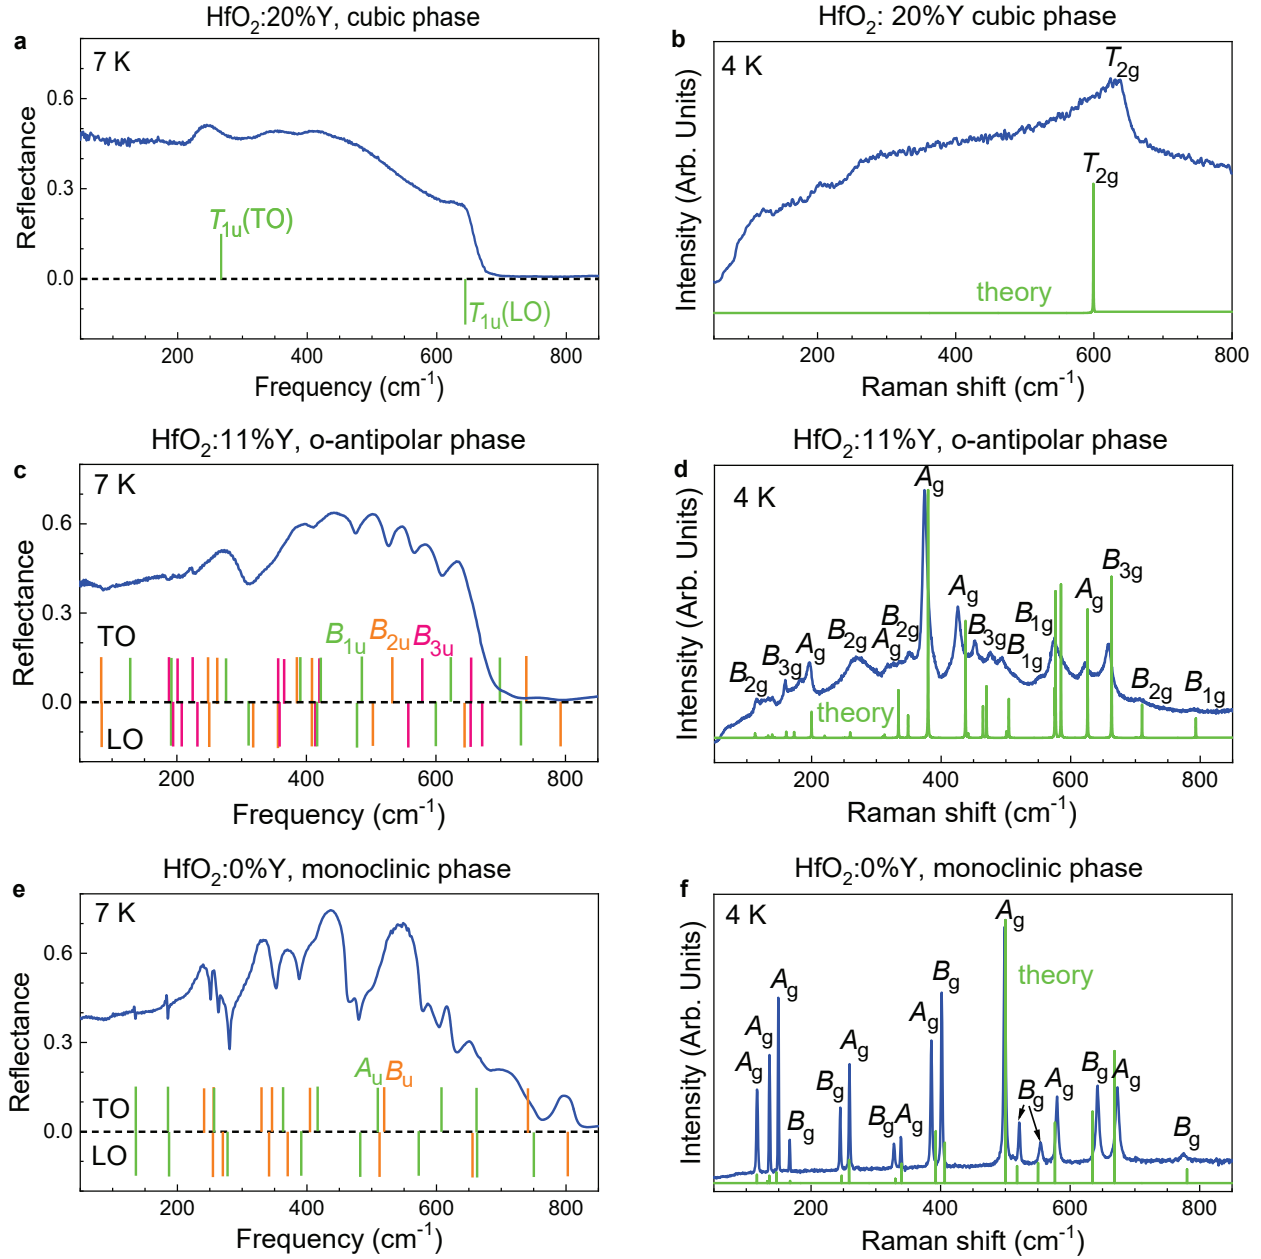 HfO₂:20%Y, cubic phase
a
7 K
0.6
0.3
0.0
Reflectance
T₁ᵤ(TO)
T₁ᵤ(LO)
200 400 600 800
Frequency (cm⁻¹)
HfO₂: 20%Y cubic phase
b
4 K
T₂g
T₂g
theory
Intensity (Arb. Units)
200 400 600 800
Raman shift (cm⁻¹)
HfO₂:11%Y, o-antipolar phase
c
7 K
0.6
0.3
0.0
Reflectance
TO
B₁ᵤ B₂ᵤ B₃ᵤ
LO
200 400 600 800
Frequency (cm⁻¹)
HfO₂:11%Y, o-antipolar phase
d
4 K
Intensity (Arb. Units)
B₂g B₃g Ag B₂g Ag B₂g Ag Ag B₃g B₁g B₁g Ag B₃g B₂g B₁g
theory
200 400 600 800
Raman shift (cm⁻¹)
HfO₂:0%Y, monoclinic phase
e
7 K
0.6
0.3
0.0
Reflectance
Aᵤ Bᵤ
TO
LO
200 400 600 800
Frequency (cm⁻¹)
HfO₂:0%Y, monoclinic phase
f
4 K
Intensity (Arb. Units)
Ag Ag Ag Bg Bg Ag Bg Ag Ag Bg Ag Bg Ag Bg Ag Bg
theory
200 400 600 800
Raman shift (cm⁻¹)